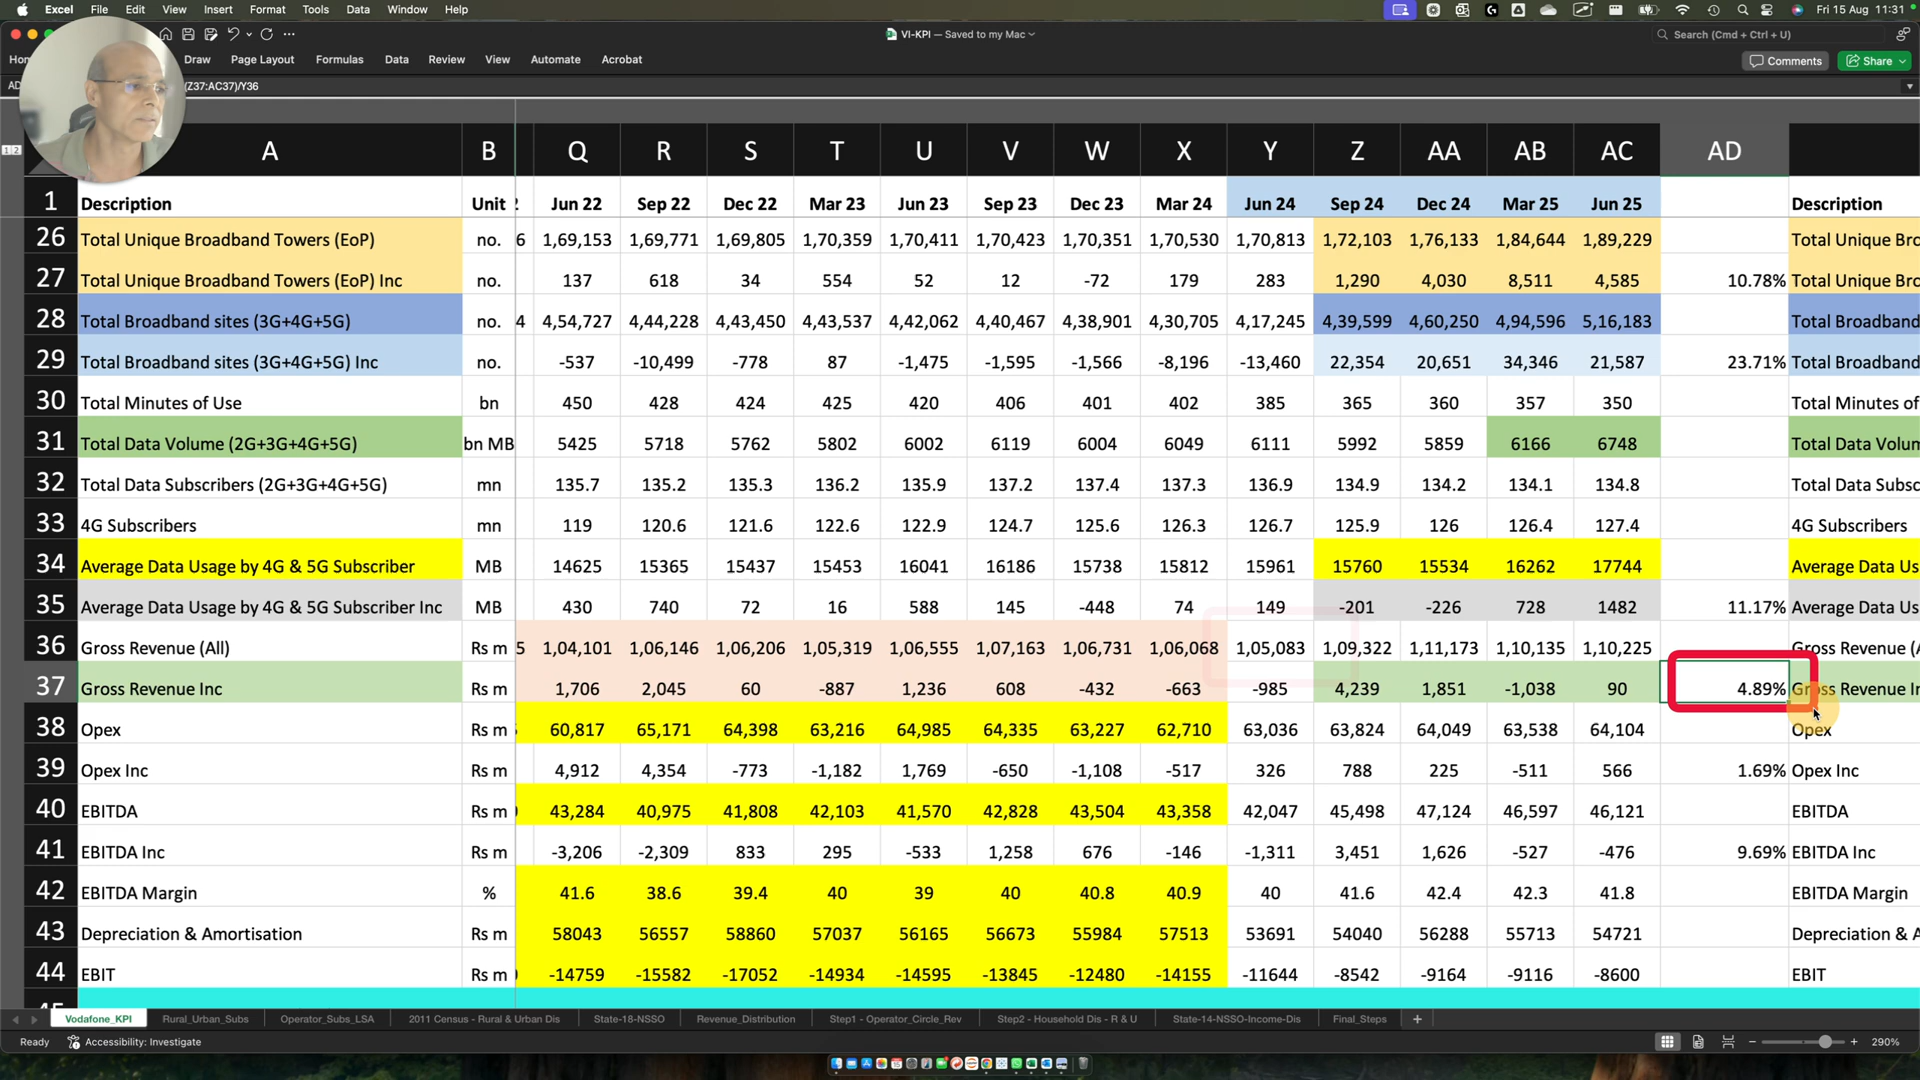 Excel File Edit View Insert Format Tools Data Window Help Fri 15 Aug 11:31
VI-KPI — Saved to my Mac
Search (Cmd + Ctrl + U)
Draw Page Layout Formulas Data Review View Automate Acrobat Comments Share
(Z37:AC37)/Y36
A B Q R S T U V W X Y Z AA AB AC AD
1 Description Unit Jun 22 Sep 22 Dec 22 Mar 23 Jun 23 Sep 23 Dec 23 Mar 24 Jun 24 Sep 24 Dec 24 Mar 25 Jun 25 Description
26 Total Unique Broadband Towers (EoP) no. 6 1,69,153 1,69,771 1,69,805 1,70,359 1,70,411 1,70,423 1,70,351 1,70,530 1,70,813 1,72,103 1,76,133 1,84,644 1,89,229 Total Unique Bro
27 Total Unique Broadband Towers (EoP) Inc no. 137 618 34 554 52 12 -72 179 283 1,290 4,030 8,511 4,585 10.78% Total Unique Bro
28 Total Broadband sites (3G+4G+5G) no. 4 4,54,727 4,44,228 4,43,450 4,43,537 4,42,062 4,40,467 4,38,901 4,30,705 4,17,245 4,39,599 4,60,250 4,94,596 5,16,183 Total Broadband
29 Total Broadband sites (3G+4G+5G) Inc no. -537 -10,499 -778 87 -1,475 -1,595 -1,566 -8,196 -13,460 22,354 20,651 34,346 21,587 23.71% Total Broadband
30 Total Minutes of Use bn 450 428 424 425 420 406 401 402 385 365 360 357 350 Total Minutes of
31 Total Data Volume (2G+3G+4G+5G) bn MB 5425 5718 5762 5802 6002 6119 6004 6049 6111 5992 5859 6166 6748 Total Data Volum
32 Total Data Subscribers (2G+3G+4G+5G) mn 135.7 135.2 135.3 136.2 135.9 137.2 137.4 137.3 136.9 134.9 134.2 134.1 134.8 Total Data Subsc
33 4G Subscribers mn 119 120.6 121.6 122.6 122.9 124.7 125.6 126.3 126.7 125.9 126 126.4 127.4 4G Subscribers
34 Average Data Usage by 4G & 5G Subscriber MB 14625 15365 15437 15453 16041 16186 15738 15812 15961 15760 15534 16262 17744 Average Data Us
35 Average Data Usage by 4G & 5G Subscriber Inc MB 430 740 72 16 588 145 -448 74 149 -201 -226 728 1482 11.17% Average Data Us
36 Gross Revenue (All) Rs m 5 1,04,101 1,06,146 1,06,206 1,05,319 1,06,555 1,07,163 1,06,731 1,06,068 1,05,083 1,09,322 1,11,173 1,10,135 1,10,225 Gross Revenue (A
37 Gross Revenue Inc Rs m 1,706 2,045 60 -887 1,236 608 -432 -663 -985 4,239 1,851 -1,038 90 4.89% Gross Revenue In
38 Opex Rs m 60,817 65,171 64,398 63,216 64,985 64,335 63,227 62,710 63,036 63,824 64,049 63,538 64,104 Opex
39 Opex Inc Rs m 4,912 4,354 -773 -1,182 1,769 -650 -1,108 -517 326 788 225 -511 566 1.69% Opex Inc
40 EBITDA Rs m 43,284 40,975 41,808 42,103 41,570 42,828 43,504 43,358 42,047 45,498 47,124 46,597 46,121 EBITDA
41 EBITDA Inc Rs m -3,206 -2,309 833 295 -533 1,258 676 -146 -1,311 3,451 1,626 -527 -476 9.69% EBITDA Inc
42 EBITDA Margin % 41.6 38.6 39.4 40 39 40 40.8 40.9 40 41.6 42.4 42.3 41.8 EBITDA Margin
43 Depreciation & Amortisation Rs m 58043 56557 58860 57037 56165 56673 55984 57513 53691 54040 56288 55713 54721 Depreciation & A
44 EBIT Rs m -14759 -15582 -17052 -14934 -14595 -13845 -12480 -14155 -11644 -8542 -9164 -9116 -8600 EBIT
Vodafone_KPI Rural_Urban_Subs Operator_Subs_LSA 2011 Census - Rural & Urban Dis State-18-NSSO Revenue_Distribution Step1 - Operator_Circle_Rev Step2 - Household Dis - R & U State-14-NSSO-Income-Dis Final_Steps +
Ready Accessibility: Investigate 290%